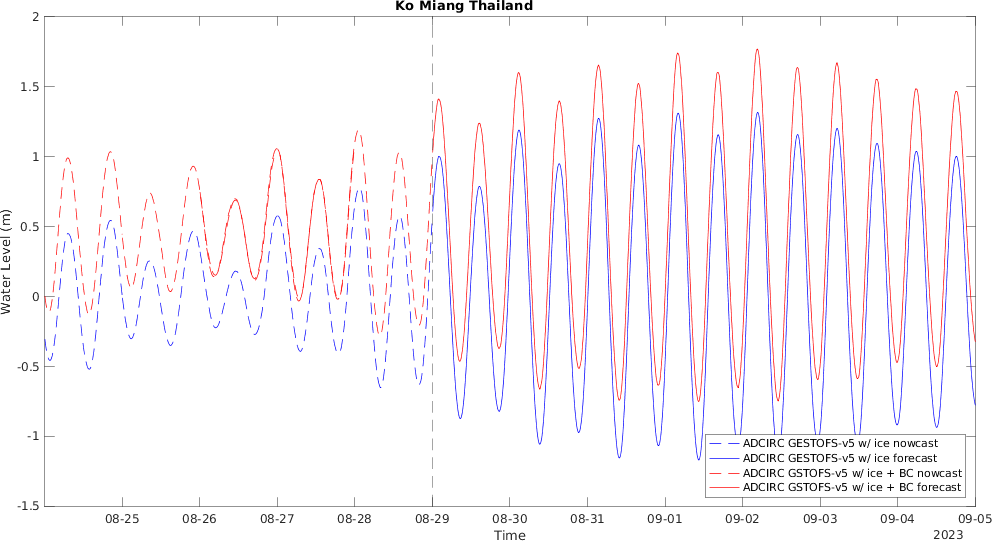 Ko Miang Thailand
Water Level (m)
2
1.5
1
0.5
0
-0.5
-1
-1.5
ADCIRC GESTOFS-v5 w/ ice nowcast
ADCIRC GESTOFS-v5 w/ ice forecast
ADCIRC GSTOFS-v5 w/ ice + BC nowcast
ADCIRC GSTOFS-v5 w/ ice + BC forecast
08-25 08-26 08-27 08-28 08-29 08-30 08-31 09-01 09-02 09-03 09-04 09-05
Time
2023